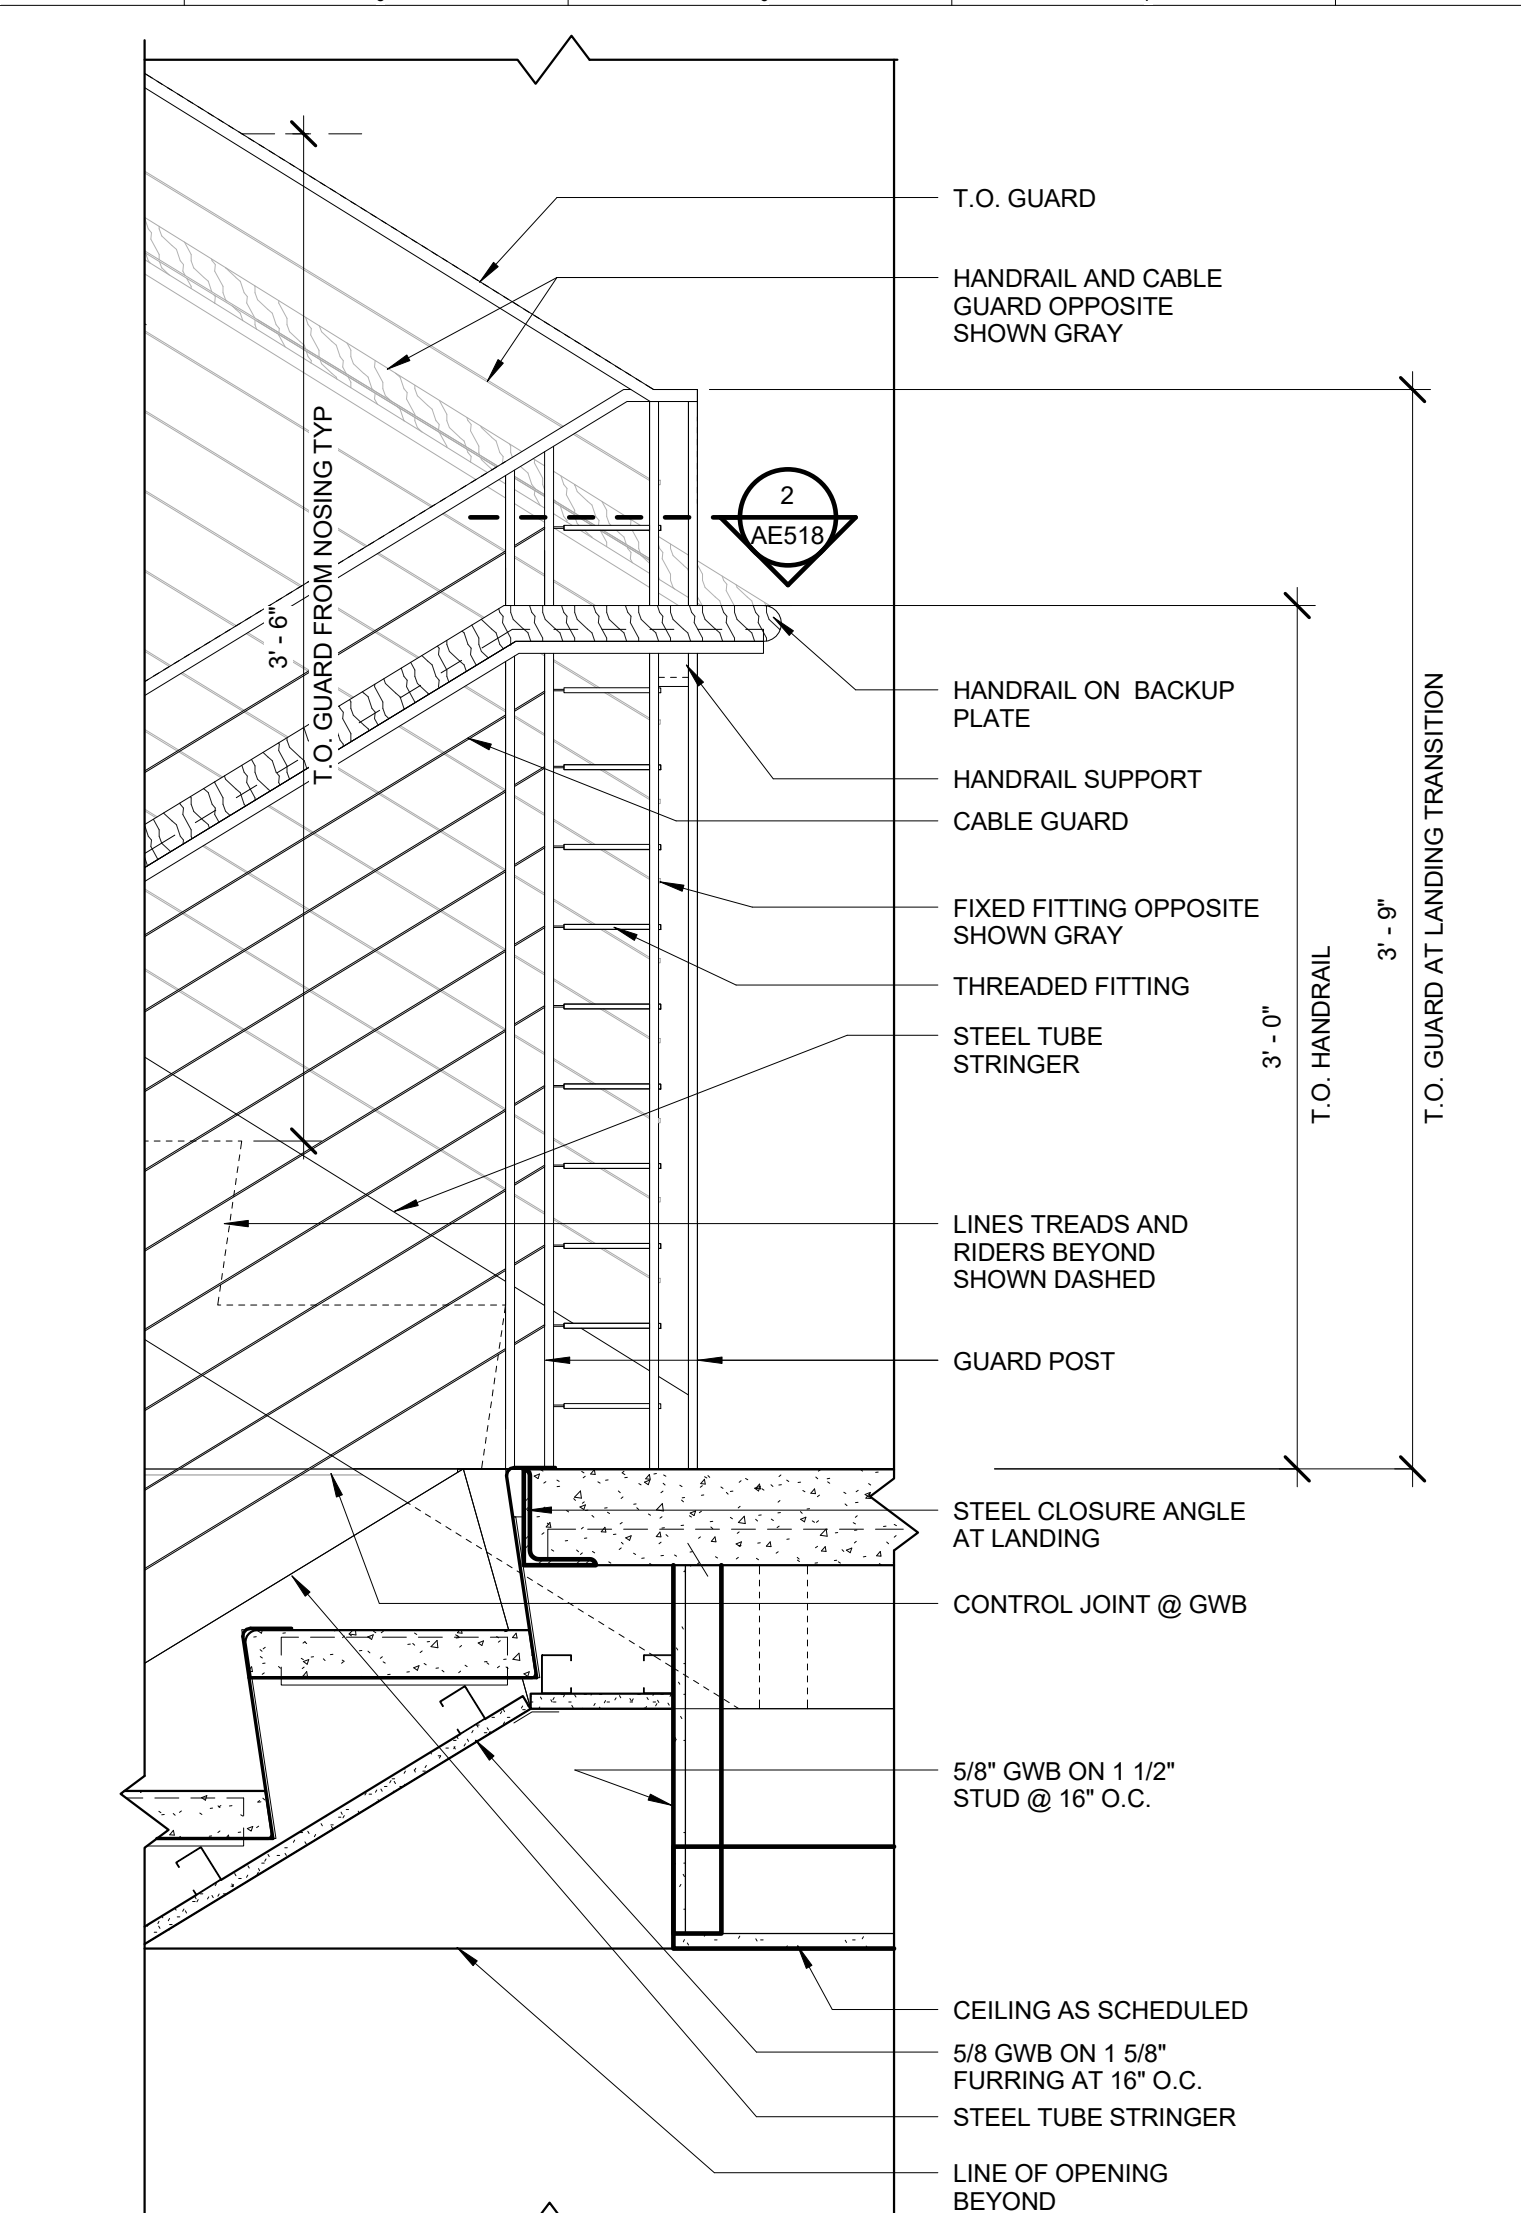 T.O. GUARD
HANDRAIL AND CABLE
GUARD OPPOSITE
SHOWN GRAY
3' - 6"
T.O. GUARD FROM NOSING TYP
2
AE518
HANDRAIL ON BACKUP
PLATE
HANDRAIL SUPPORT
CABLE GUARD
FIXED FITTING OPPOSITE
SHOWN GRAY
THREADED FITTING
STEEL TUBE
STRINGER
3' - 0"
T.O. HANDRAIL
3' - 9"
T.O. GUARD AT LANDING TRANSITION
LINES TREADS AND
RIDERS BEYOND
SHOWN DASHED
GUARD POST
STEEL CLOSURE ANGLE
AT LANDING
CONTROL JOINT @ GWB
5/8" GWB ON 1 1/2"
STUD @ 16" O.C.
CEILING AS SCHEDULED
5/8 GWB ON 1 5/8"
FURRING AT 16" O.C.
STEEL TUBE STRINGER
LINE OF OPENING
BEYOND